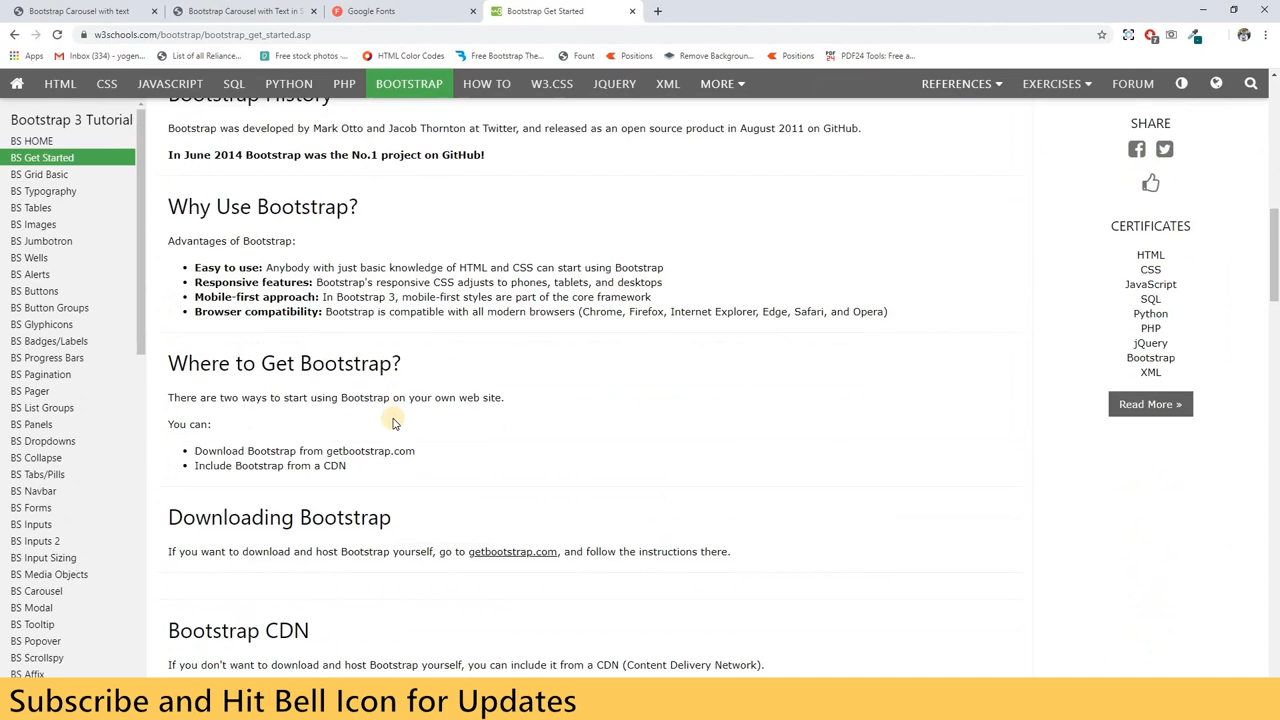 Bootstrap Carousel with text
Bootstrap Carousel with Text in S
Google Fonts
Bootstrap Get Started
w3schools.com/bootstrap/bootstrap_get_started.asp
Inbox (334) - yogen...
List of all Reliance...
Free stock photos -...
HTML Color Codes
Free Bootstrap The...
Fount
Positions
Remove Backgroun...
Positions
PDF24 Tools: Free a...
HTML
CSS
JAVASCRIPT
SQL
PYTHON
PHP
BOOTSTRAP
HOW TO
W3.CSS
JQUERY
XML
MORE
REFERENCES
EXERCISES
FORUM
Bootstrap 3 Tutorial
BS HOME
BS Get Started
BS Grid Basic
BS Typography
BS Tables
BS Images
BS Jumbotron
BS Wells
BS Alerts
BS Buttons
BS Button Groups
BS Glyphicons
BS Badges/Labels
BS Progress Bars
BS Pagination
BS Pager
BS List Groups
BS Panels
BS Dropdowns
BS Collapse
BS Tabs/Pills
BS Navbar
BS Forms
BS Inputs
BS Inputs 2
BS Input Sizing
BS Media Objects
BS Carousel
BS Modal
BS Tooltip
BS Popover
BS Scrollspy
BS Affix
Bootstrap History
Bootstrap was developed by Mark Otto and Jacob Thornton at Twitter, and released as an open source product in August 2011 on GitHub.
In June 2014 Bootstrap was the No.1 project on GitHub!
Why Use Bootstrap?
Advantages of Bootstrap:
Easy to use: Anybody with just basic knowledge of HTML and CSS can start using Bootstrap
Responsive features: Bootstrap's responsive CSS adjusts to phones, tablets, and desktops
Mobile-first approach: In Bootstrap 3, mobile-first styles are part of the core framework
Browser compatibility: Bootstrap is compatible with all modern browsers (Chrome, Firefox, Internet Explorer, Edge, Safari, and Opera)
Where to Get Bootstrap?
There are two ways to start using Bootstrap on your own web site.
You can:
Download Bootstrap from getbootstrap.com
Include Bootstrap from a CDN
Downloading Bootstrap
If you want to download and host Bootstrap yourself, go to getbootstrap.com, and follow the instructions there.
Bootstrap CDN
If you don't want to download and host Bootstrap yourself, you can include it from a CDN (Content Delivery Network).
SHARE
CERTIFICATES
HTML
CSS
JavaScript
SQL
Python
PHP
jQuery
Bootstrap
XML
Read More »
Subscribe and Hit Bell Icon for Updates